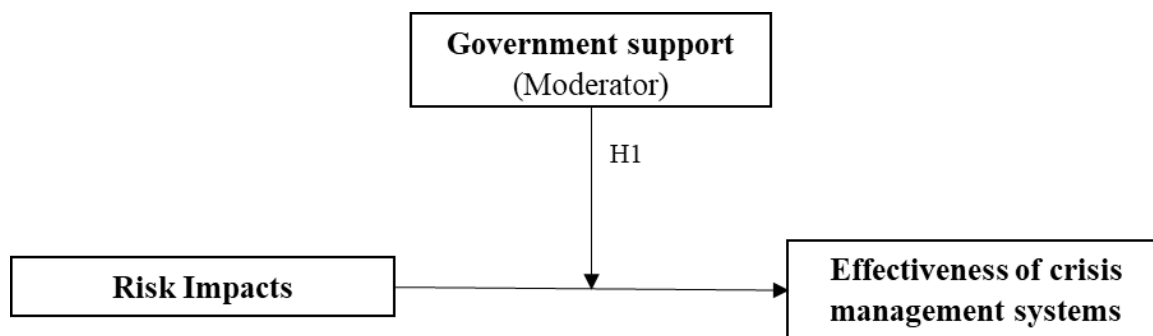 Government support
(Moderator)
H1
Risk Impacts
Effectiveness of crisis
management systems